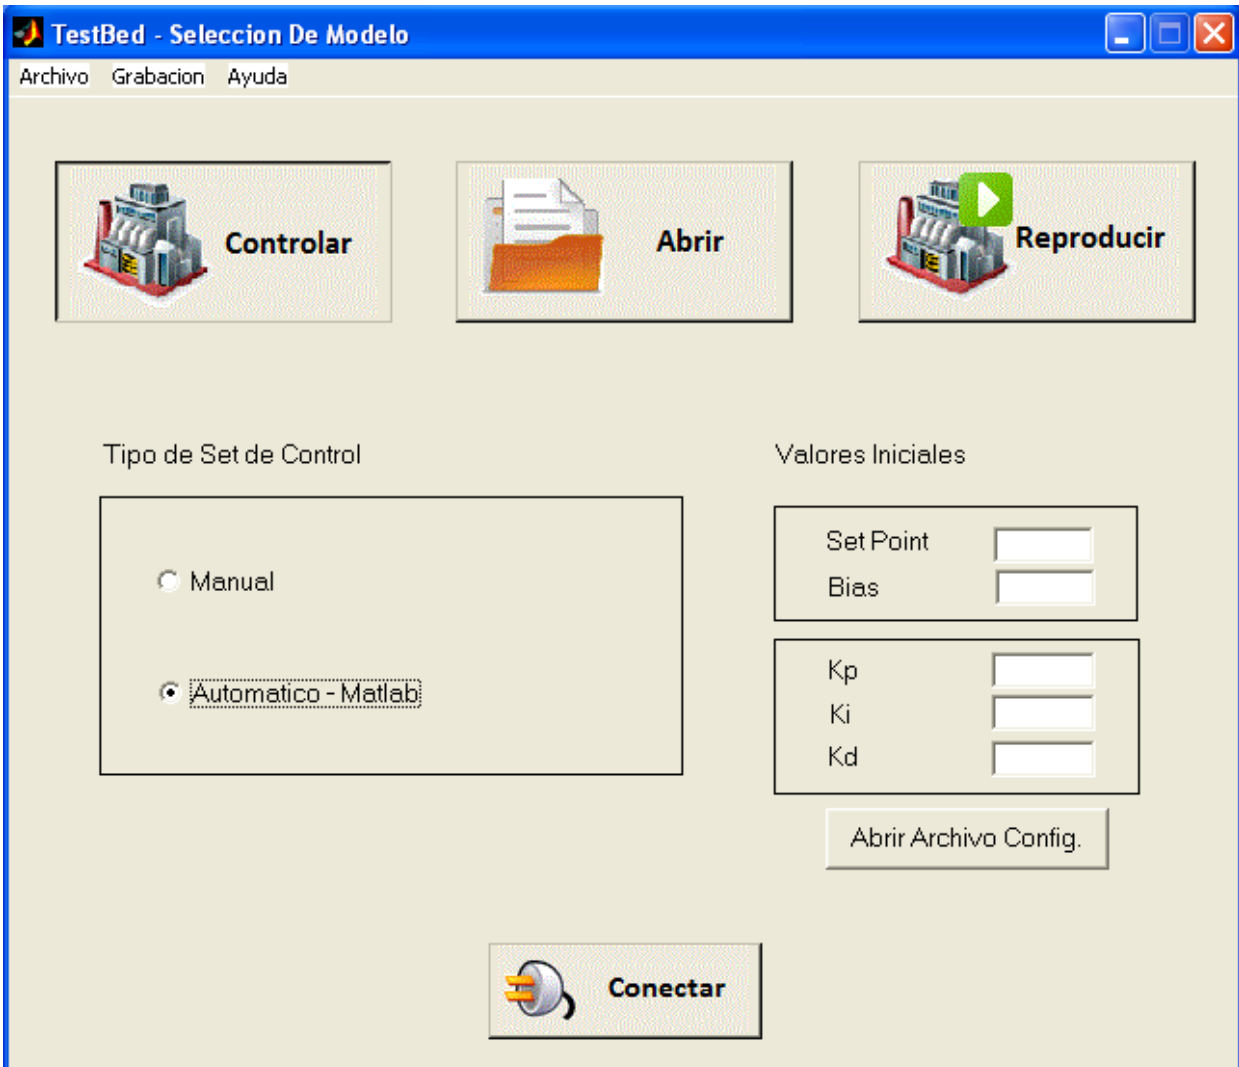 TestBed - Seleccion De Modelo
Archivo Grabacion Ayuda
Controlar
Abrir
Reproducir
Tipo de Set de Control
Manual
Automatico - Matlab
Valores Iniciales
Set Point
Bias
Kp
Ki
Kd
Abrir Archivo Config.
Conectar